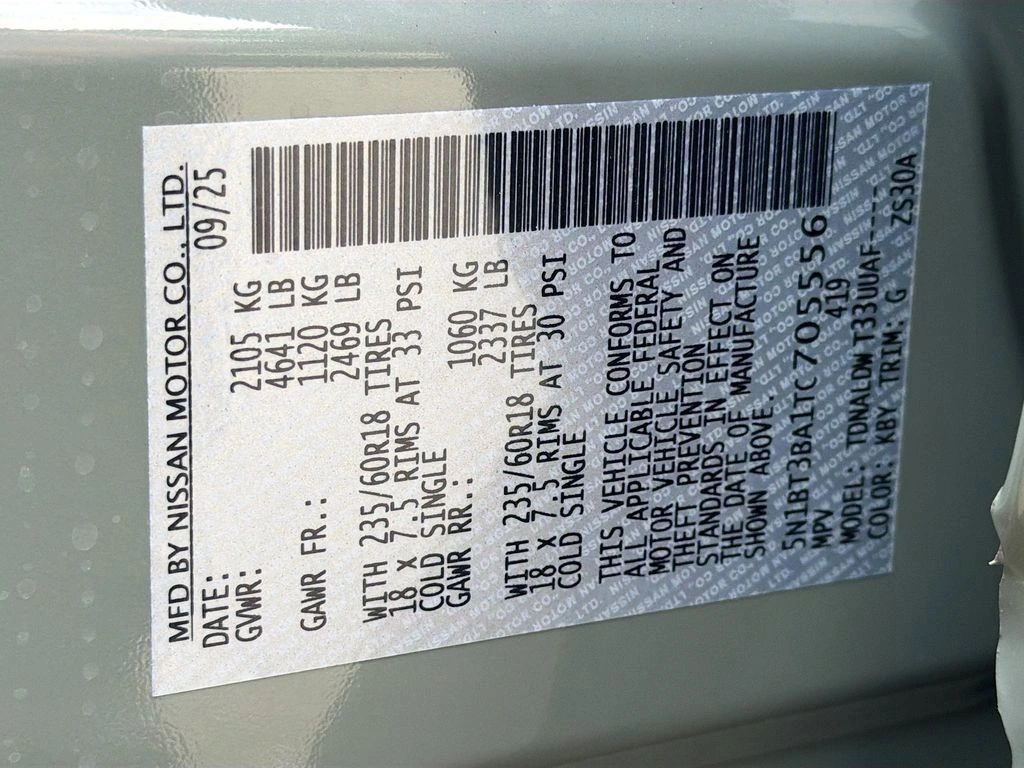 MFD BY NISSAN MOTOR CO., LTD.
DATE: 09/25
GVWR: 2105 KG
4641 LB
GAWR FR.: 1120 KG
2469 LB
WITH 235/60R18 TIRES
18 x 7.5 RIMS AT 33 PSI
COLD SINGLE
GAWR RR.: 1060 KG
2337 LB
WITH 235/60R18 TIRES
18 x 7.5 RIMS AT 30 PSI
COLD SINGLE
THIS VEHICLE CONFORMS TO
ALL APPLICABLE FEDERAL
MOTOR VEHICLE SAFETY AND
THEFT PREVENTION
STANDARDS IN EFFECT ON
THE DATE OF MANUFACTURE
SHOWN ABOVE.
5N1BT3BA1TC705556
MPV 419
MODEL: TDNALDW T33UUAF----
COLOR: KBY TRIM: G ZS30A